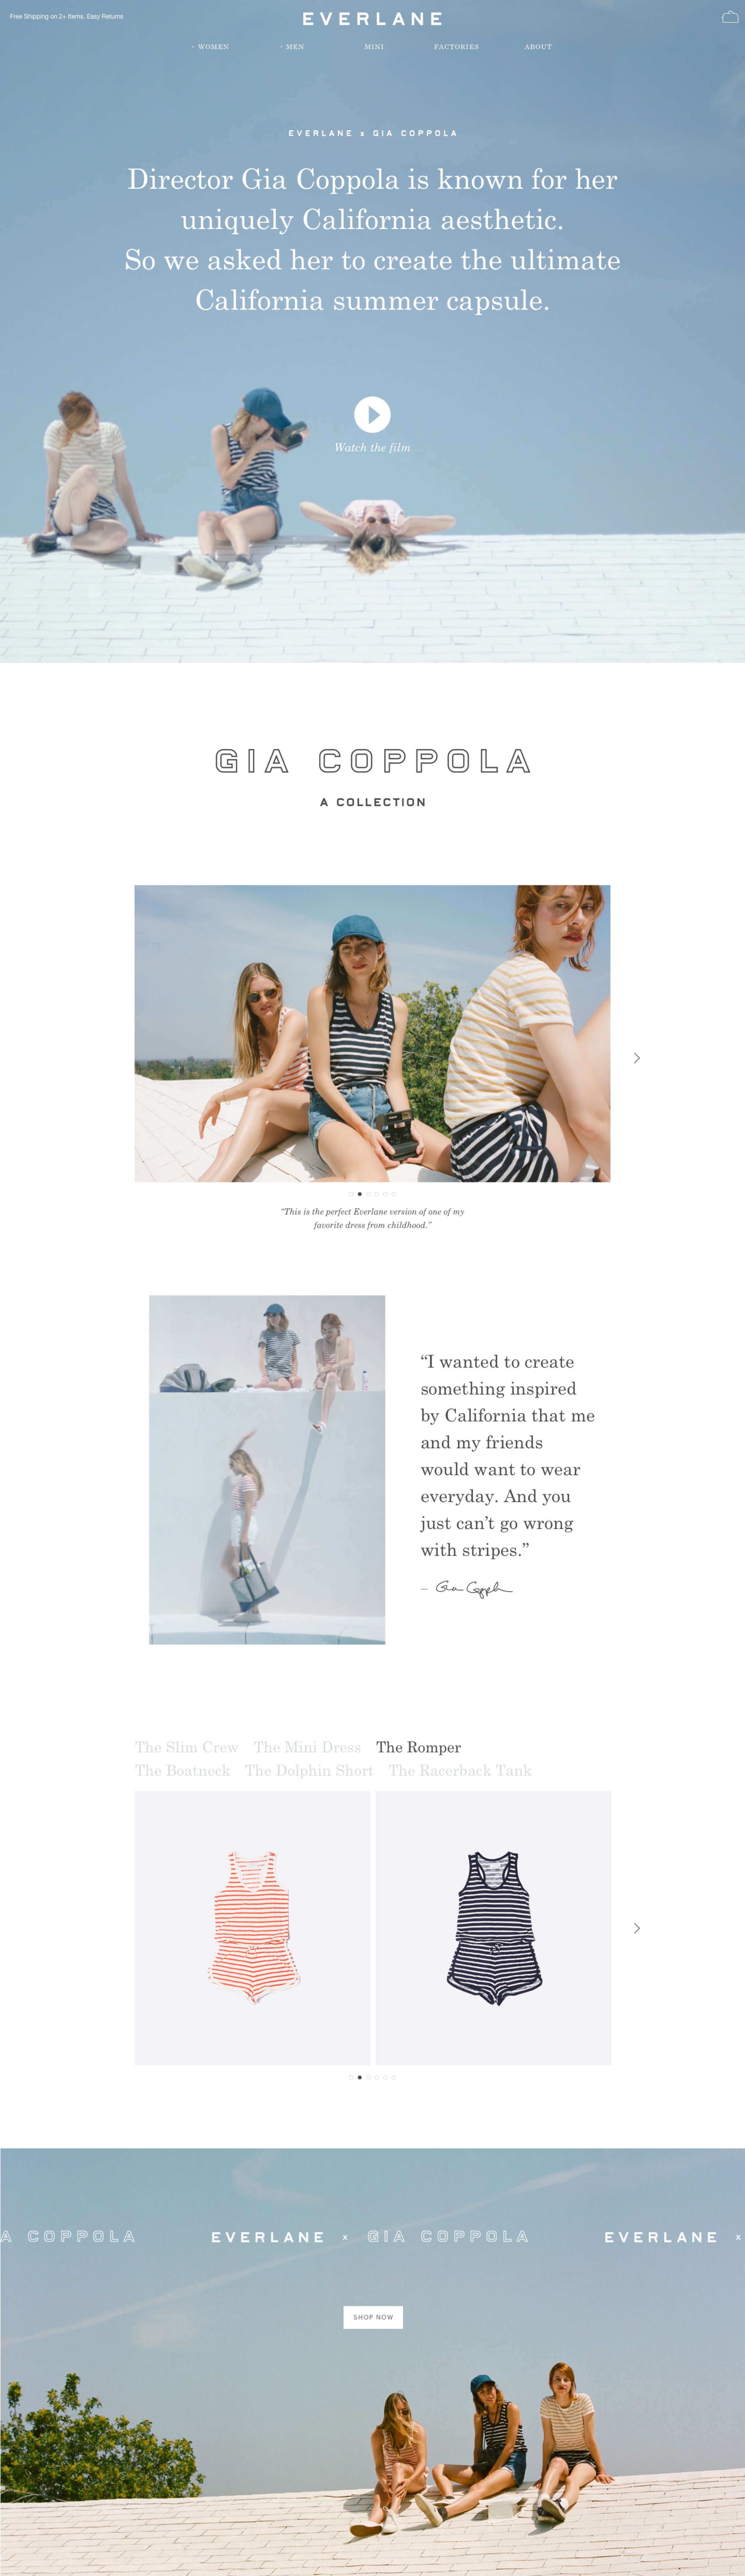 Free Shipping on 2+ Items, Easy Returns
EVERLANE
+ WOMEN
+ MEN
MINI
FACTORIES
ABOUT
EVERLANE x GIA COPPOLA
Director Gia Coppola is known for her
uniquely California aesthetic.
So we asked her to create the ultimate
California summer capsule.
Watch the film
GIA COPPOLA
A COLLECTION
“This is the perfect Everlane version of one of my
favorite dress from childhood.”
“I wanted to create
something inspired
by California that me
and my friends
would want to wear
everyday. And you
just can’t go wrong
with stripes.”
– Gia Coppola
The Slim Crew The Mini Dress The Romper
The Boatneck The Dolphin Short The Racerback Tank
A COPPOLA EVERLANE x GIA COPPOLA EVERLANE x
SHOP NOW